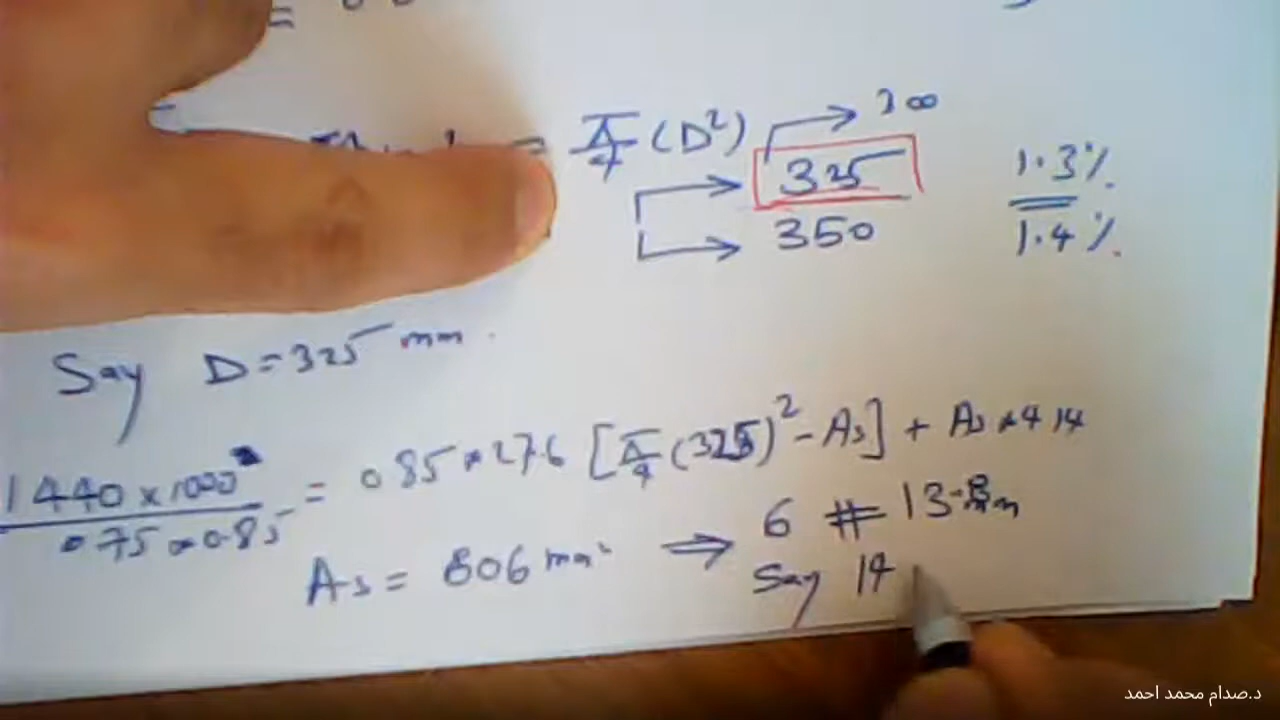 = π/4 (D²) → 300
→ 325 1.3%
→ 350 1.4%
Say D = 325 mm.
1440 x 1000 / 0.75 x 0.85 = 0.85 x 27.6 [π/4 (325)² - As] + As x 414
As = 806 mm² ⇒ 6 # 13.8 mm
Say 14
د.صدام محمد احمد